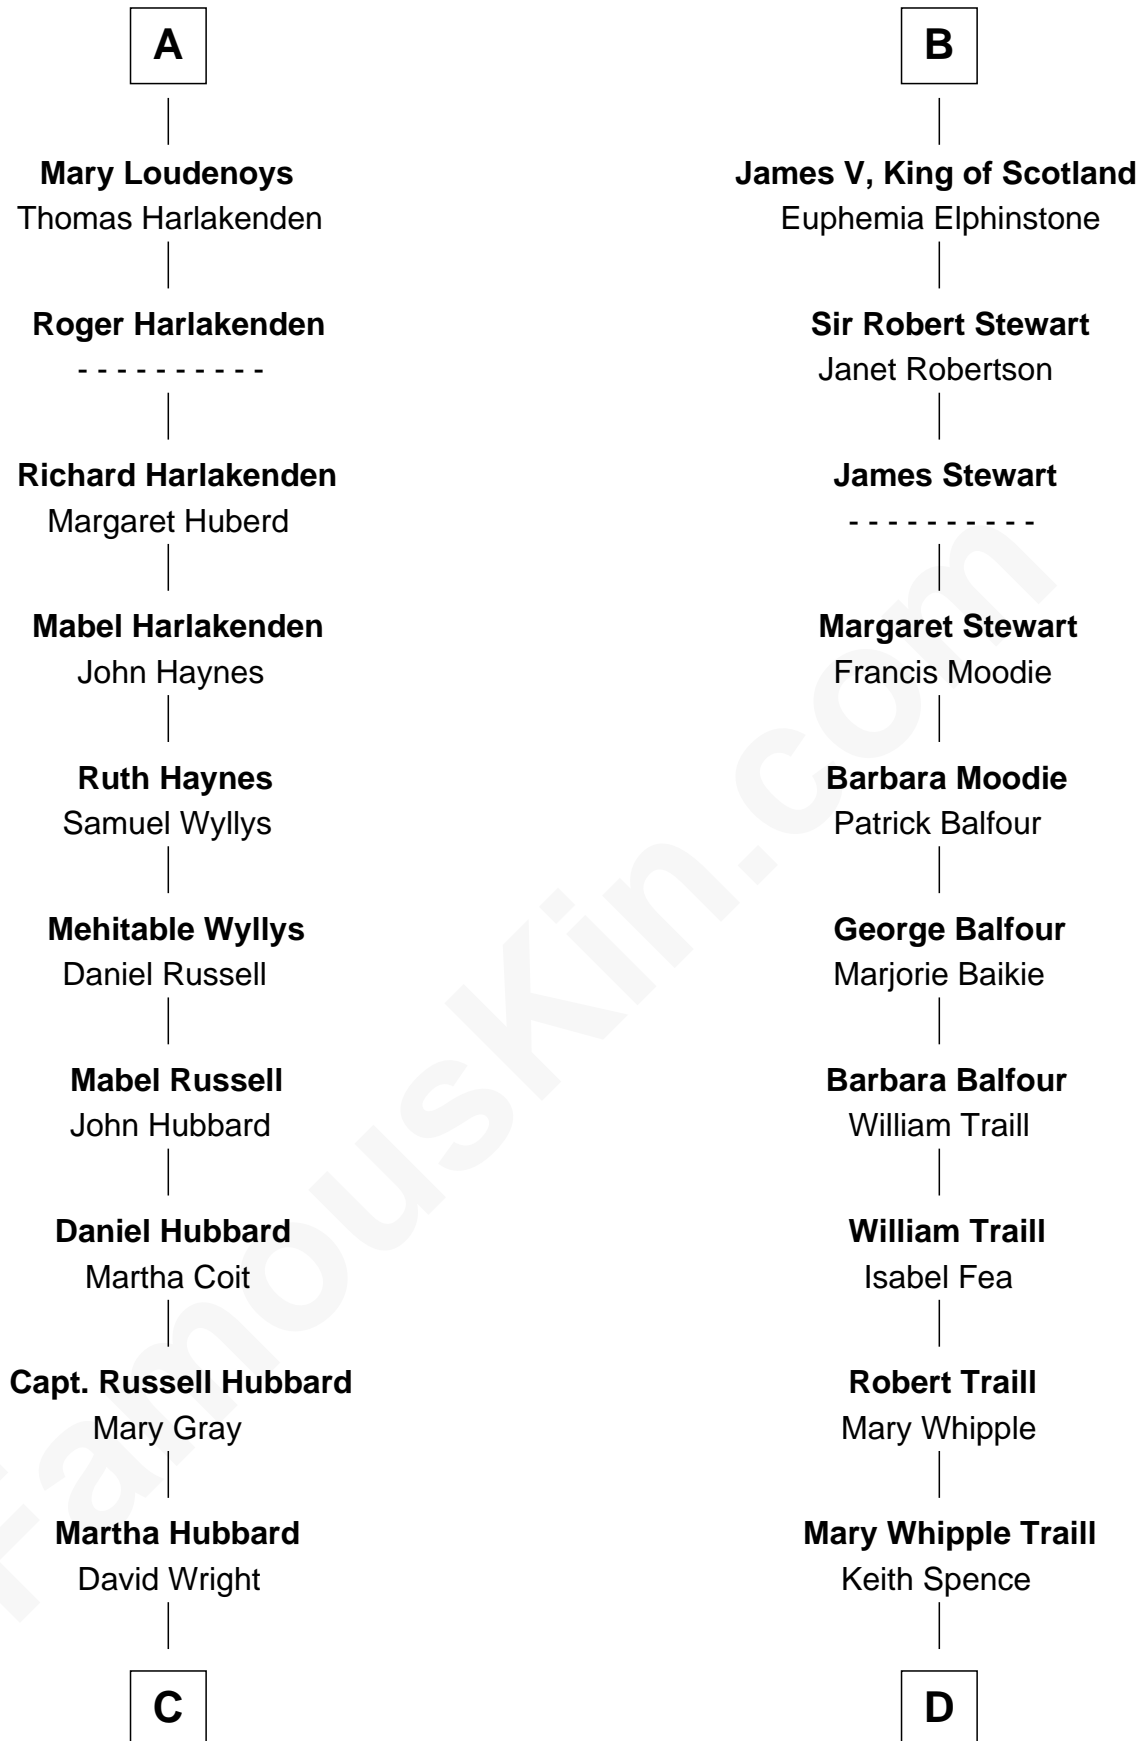 A
Mary Loudenoys
Thomas Harlakenden
Roger Harlakenden
- - - - - - - - - -
Richard Harlakenden
Margaret Huberd
Mabel Harlakenden
John Haynes
Ruth Haynes
Samuel Wyllys
Mehitable Wyllys
Daniel Russell
Mabel Russell
John Hubbard
Daniel Hubbard
Martha Coit
Capt. Russell Hubbard
Mary Gray
Martha Hubbard
David Wright
C
B
James V, King of Scotland
Euphemia Elphinstone
Sir Robert Stewart
Janet Robertson
James Stewart
- - - - - - - - - -
Margaret Stewart
Francis Moodie
Barbara Moodie
Patrick Balfour
George Balfour
Marjorie Baikie
Barbara Balfour
William Traill
William Traill
Isabel Fea
Robert Traill
Mary Whipple
Mary Whipple Traill
Keith Spence
D
FamousKin.com